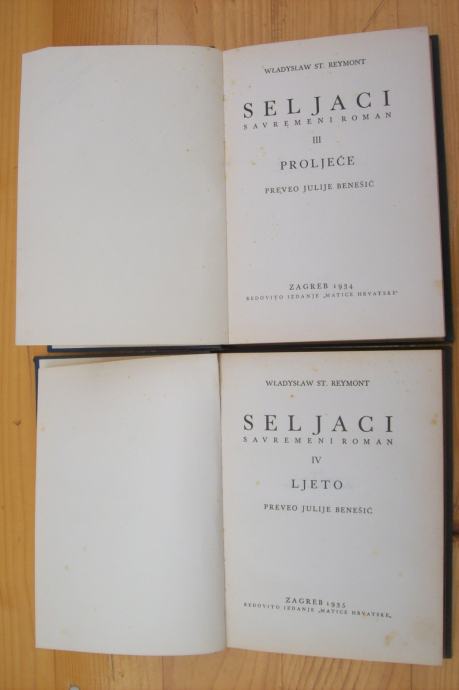 WŁADYSŁAW ST. REYMONT
SELJACI
SAVREMENI ROMAN
III
PROLJEĆE
PREVEO JULIJE BENEŠIĆ
ZAGREB 1934
REDOVITO IZDANJE „MATICE HRVATSKE“
WŁADYSŁAW ST. REYMONT
SELJACI
SAVREMENI ROMAN
IV
LJETO
PREVEO JULIJE BENEŠIĆ
ZAGREB 1935
REDOVITO IZDANJE „MATICE HRVATSKE„